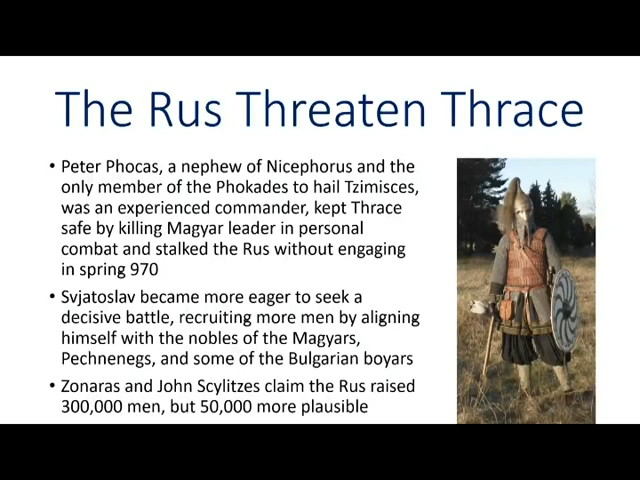 The Rus Threaten Thrace
• Peter Phocas, a nephew of Nicephorus and the
only member of the Phokades to hail Tzimisces,
was an experienced commander, kept Thrace
safe by killing Magyar leader in personal
combat and stalked the Rus without engaging
in spring 970
• Svjatoslav became more eager to seek a
decisive battle, recruiting more men by aligning
himself with the nobles of the Magyars,
Pechnenegs, and some of the Bulgarian boyars
• Zonaras and John Scylitzes claim the Rus raised
300,000 men, but 50,000 more plausible